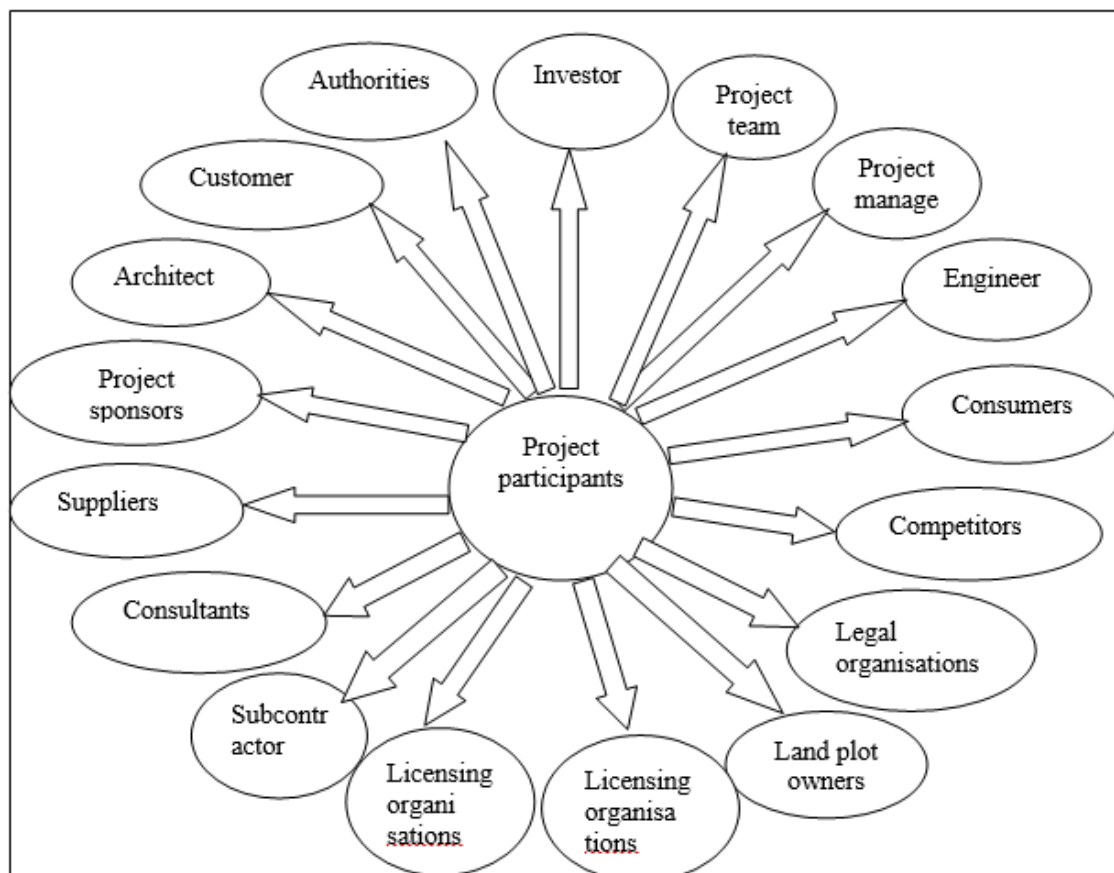 Investor
Authorities
Project
team
Customer
Project
manage
Architect
Engineer
Project
sponsors
Consumers
Project
participants
Suppliers
Competitors
Consultants
Legal
organisations
Subcontr
actor
Land plot
owners
Licensing
organi
sations
Licensing
organisa
tions